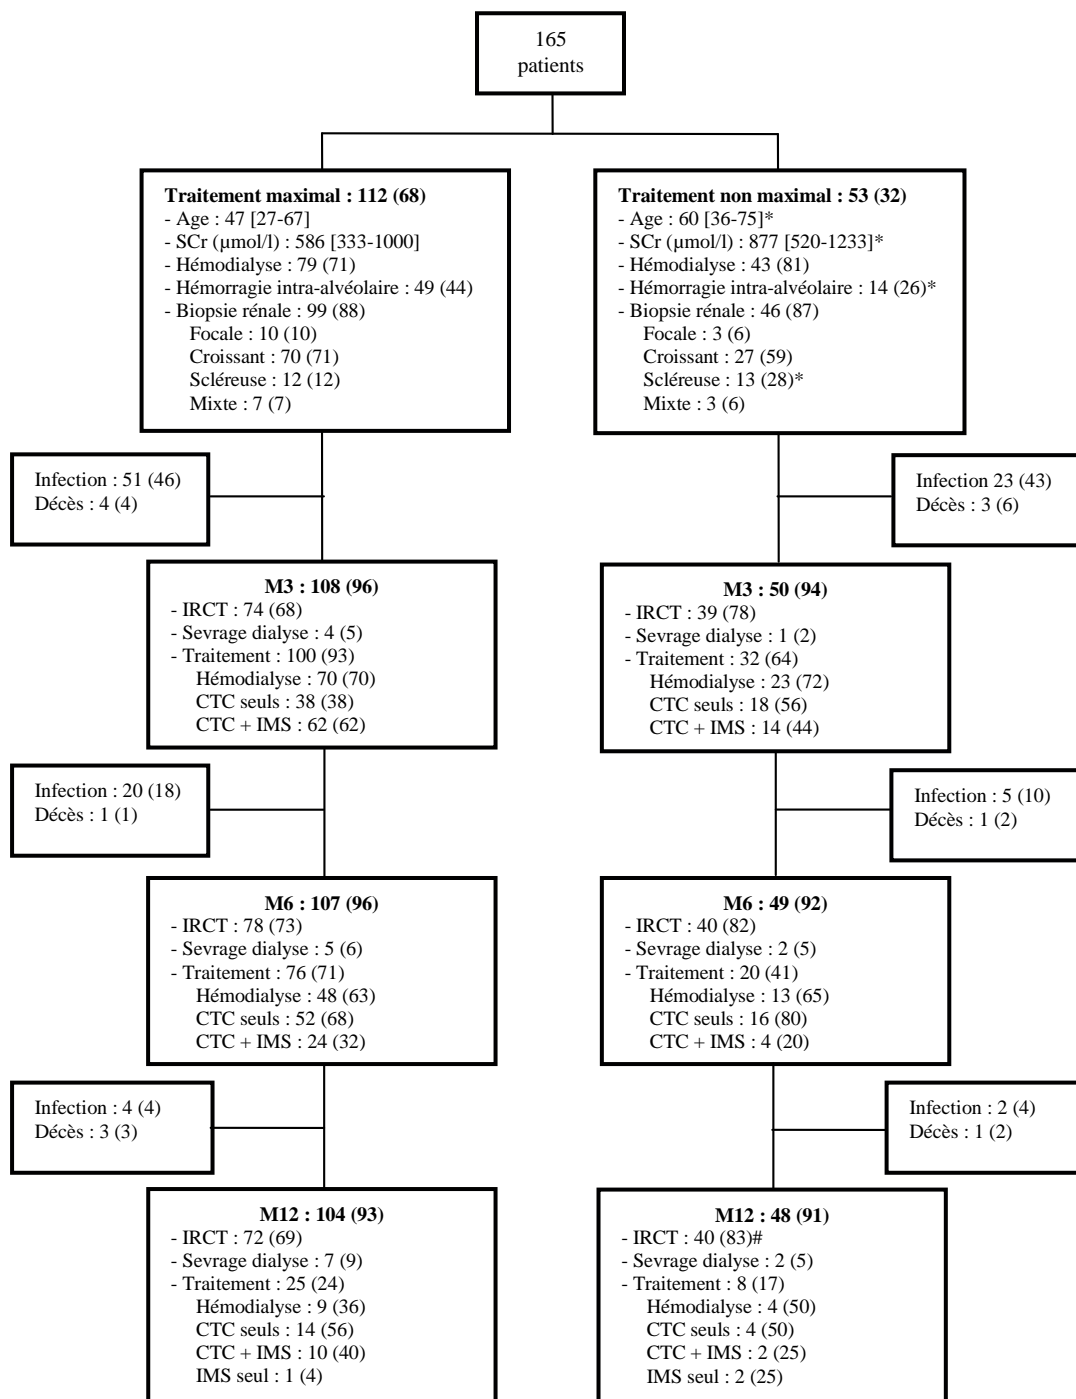 165
patients
Traitement maximal : 112 (68)
- Age : 47 [27-67]
- SCr (µmol/l) : 586 [333-1000]
- Hémodialyse : 79 (71)
- Hémorragie intra-alvéolaire : 49 (44)
- Biopsie rénale : 99 (88)
Focale : 10 (10)
Croissant : 70 (71)
Scléreuse : 12 (12)
Mixte : 7 (7)
Traitement non maximal : 53 (32)
- Age : 60 [36-75]*
- SCr (µmol/l) : 877 [520-1233]*
- Hémodialyse : 43 (81)
- Hémorragie intra-alvéolaire : 14 (26)*
- Biopsie rénale : 46 (87)
Focale : 3 (6)
Croissant : 27 (59)
Scléreuse : 13 (28)*
Mixte : 3 (6)
Infection : 51 (46)
Décès : 4 (4)
Infection 23 (43)
Décès : 3 (6)
M3 : 108 (96)
- IRCT : 74 (68)
- Sevrage dialyse : 4 (5)
- Traitement : 100 (93)
Hémodialyse : 70 (70)
CTC seuls : 38 (38)
CTC + IMS : 62 (62)
M3 : 50 (94)
- IRCT : 39 (78)
- Sevrage dialyse : 1 (2)
- Traitement : 32 (64)
Hémodialyse : 23 (72)
CTC seuls : 18 (56)
CTC + IMS : 14 (44)
Infection : 20 (18)
Décès : 1 (1)
Infection : 5 (10)
Décès : 1 (2)
M6 : 107 (96)
- IRCT : 78 (73)
- Sevrage dialyse : 5 (6)
- Traitement : 76 (71)
Hémodialyse : 48 (63)
CTC seuls : 52 (68)
CTC + IMS : 24 (32)
M6 : 49 (92)
- IRCT : 40 (82)
- Sevrage dialyse : 2 (5)
- Traitement : 20 (41)
Hémodialyse : 13 (65)
CTC seuls : 16 (80)
CTC + IMS : 4 (20)
Infection : 4 (4)
Décès : 3 (3)
Infection : 2 (4)
Décès : 1 (2)
M12 : 104 (93)
- IRCT : 72 (69)
- Sevrage dialyse : 7 (9)
- Traitement : 25 (24)
Hémodialyse : 9 (36)
CTC seuls : 14 (56)
CTC + IMS : 10 (40)
IMS seul : 1 (4)
M12 : 48 (91)
- IRCT : 40 (83)#
- Sevrage dialyse : 2 (5)
- Traitement : 8 (17)
Hémodialyse : 4 (50)
CTC seuls : 4 (50)
CTC + IMS : 2 (25)
IMS seul : 2 (25)